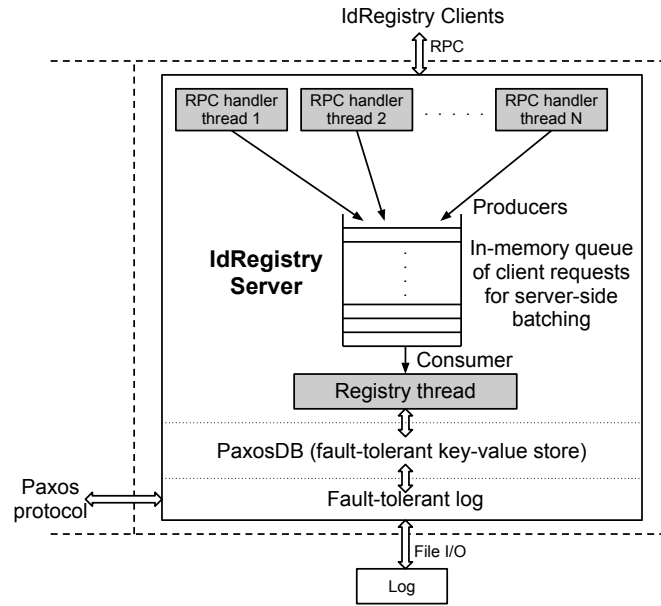 IdRegistry Clients
RPC
RPC handler
thread 1
RPC handler
thread 2
RPC handler
thread N
Producers
IdRegistry
Server
In-memory queue
of client requests
for server-side
batching
Consumer
Registry thread
PaxosDB (fault-tolerant key-value store)
Paxos
protocol
Fault-tolerant log
File I/O
Log